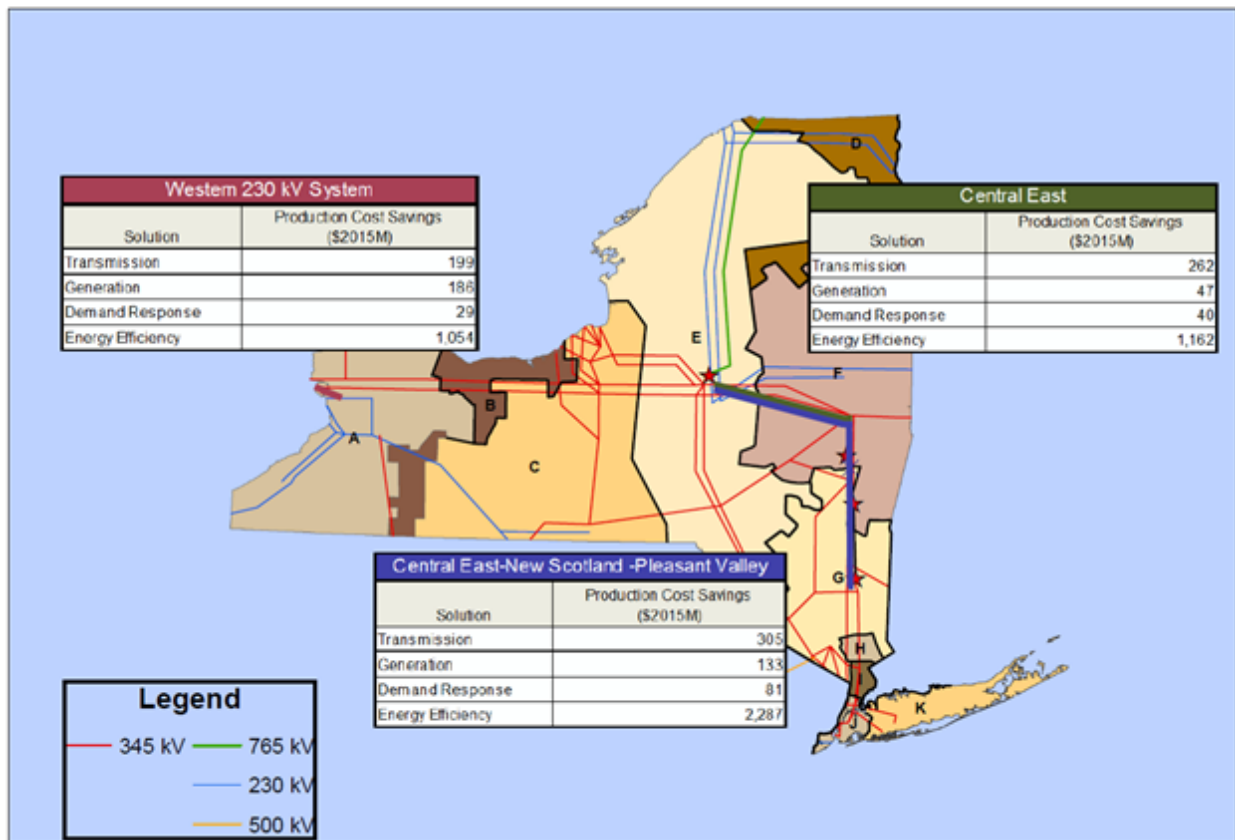 D
Western 230 kV System
Solution Production Cost Savings ($2015M)
Transmission 199
Generation 186
Demand Response 29
Energy Efficiency 1,054
Central East
Solution Production Cost Savings ($2015M)
Transmission 262
Generation 47
Demand Response 40
Energy Efficiency 1,162
E
F
B
A
C
Central East-New Scotland -Pleasant Valley
Solution Production Cost Savings ($2015M)
Transmission 305
Generation 133
Demand Response 81
Energy Efficiency 2,287
G
H
I
J
K
Legend
345 kV
765 kV
230 kV
500 kV